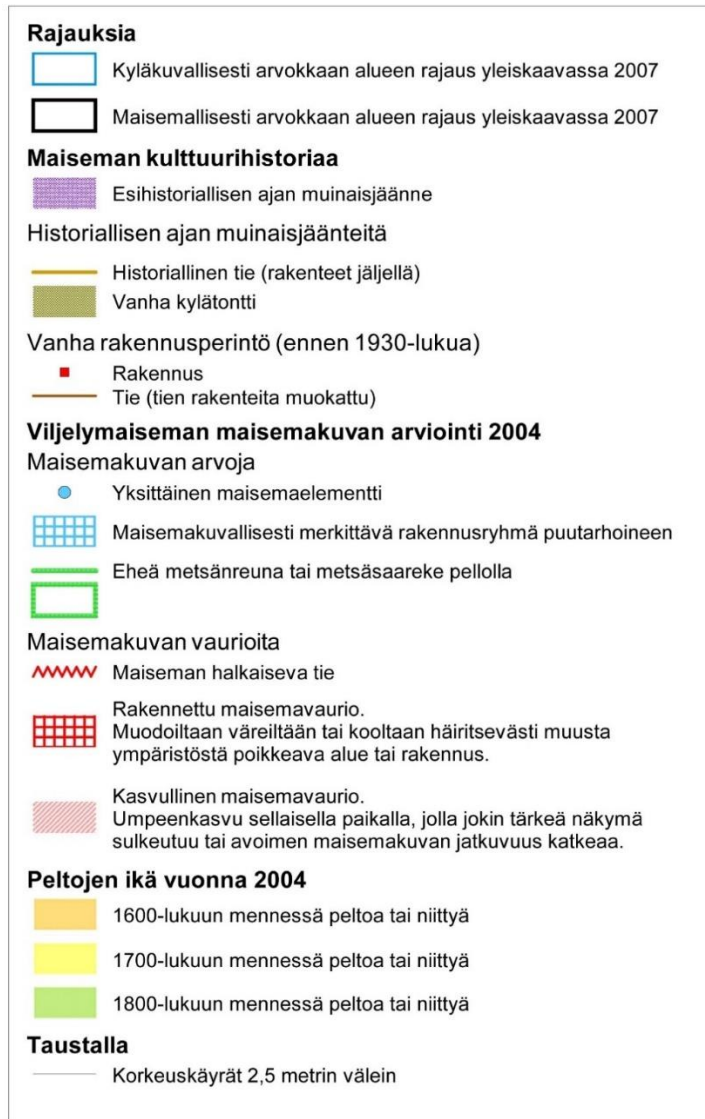 Rajauksia
Kyläkuvallisesti arvokkaan alueen rajaus yleiskaavassa 2007
Maisemallisesti arvokkaan alueen rajaus yleiskaavassa 2007
Maiseman kulttuurihistoriaa
Esihistoriallisen ajan muinaisjäänne
Historiallisen ajan muinaisjäänteitä
Historiallinen tie (rakenteet jäljellä)
Vanha kylätontti
Vanha rakennusperintö (ennen 1930-lukua)
Rakennus
Tie (tien rakenteita muokattu)
Viljelymaiseman maisemakuvan arviointi 2004
Maisemakuvan arvoja
Yksittäinen maisemaelementti
Maisemakuvallisesti merkittävä rakennusryhmä puutarhoineen
Eheä metsänreuna tai metsäsaareke pellolla
Maisemakuvan vaurioita
Maiseman halkaiseva tie
Rakennettu maisemavaurio.
Muodoiltaan väreiltään tai kooltaan häiritsevästi muusta
ympäristöstä poikkeava alue tai rakennus.
Kasvullinen maisemavaurio.
Umpeenkasvu sellaisella paikalla, jolla jokin tärkeä näkymä
sulkeutuu tai avoimen maisemakuvan jatkuvuus katkeaa.
Peltojen ikä vuonna 2004
1600-lukuun mennessä peltoa tai niittyä
1700-lukuun mennessä peltoa tai niittyä
1800-lukuun mennessä peltoa tai niittyä
Taustalla
Korkeuskäyrät 2,5 metrin välein